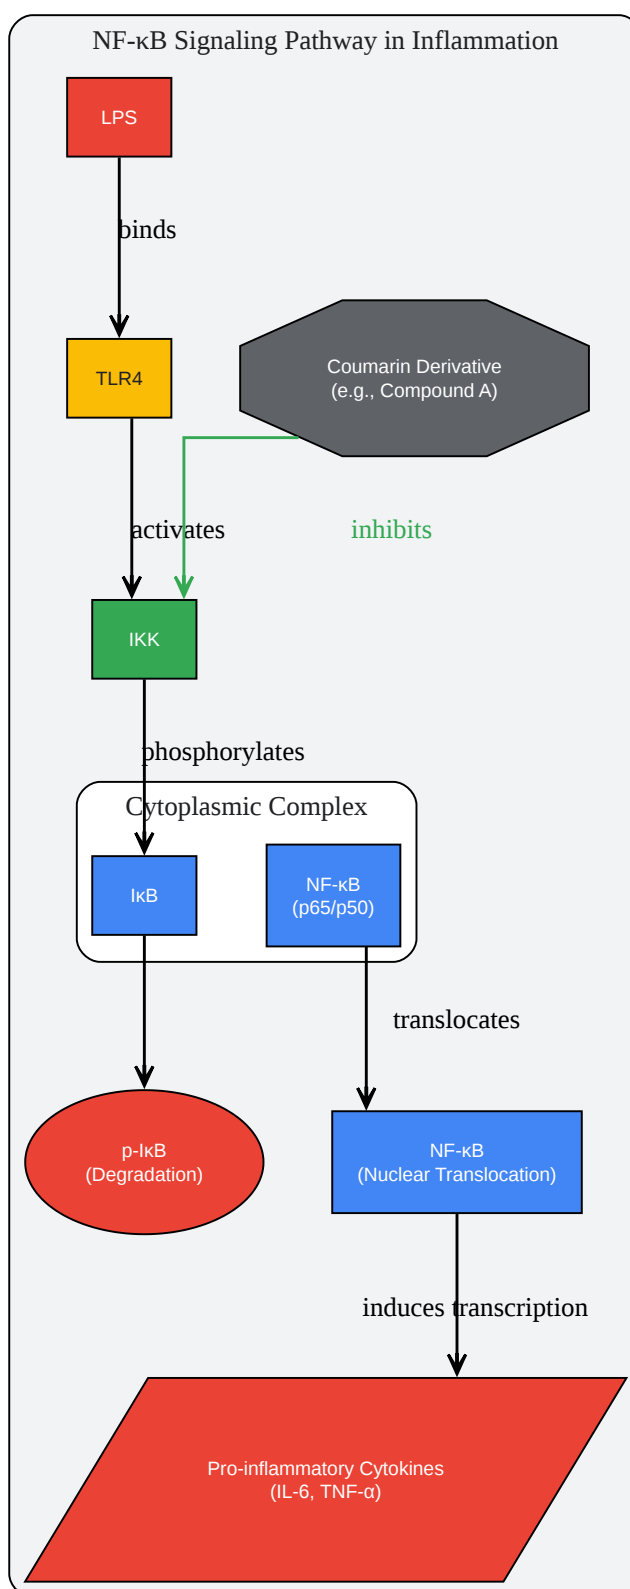 NF-κB Signaling Pathway in Inflammation
LPS
binds
TLR4
Coumarin Derivative
(e.g., Compound A)
activates
inhibits
IKK
phosphorylates
Cytoplasmic Complex
IκB
NF-κB
(p65/p50)
translocates
p-IκB
(Degradation)
NF-κB
(Nuclear Translocation)
induces transcription
Pro-inflammatory Cytokines
(IL-6, TNF-α)